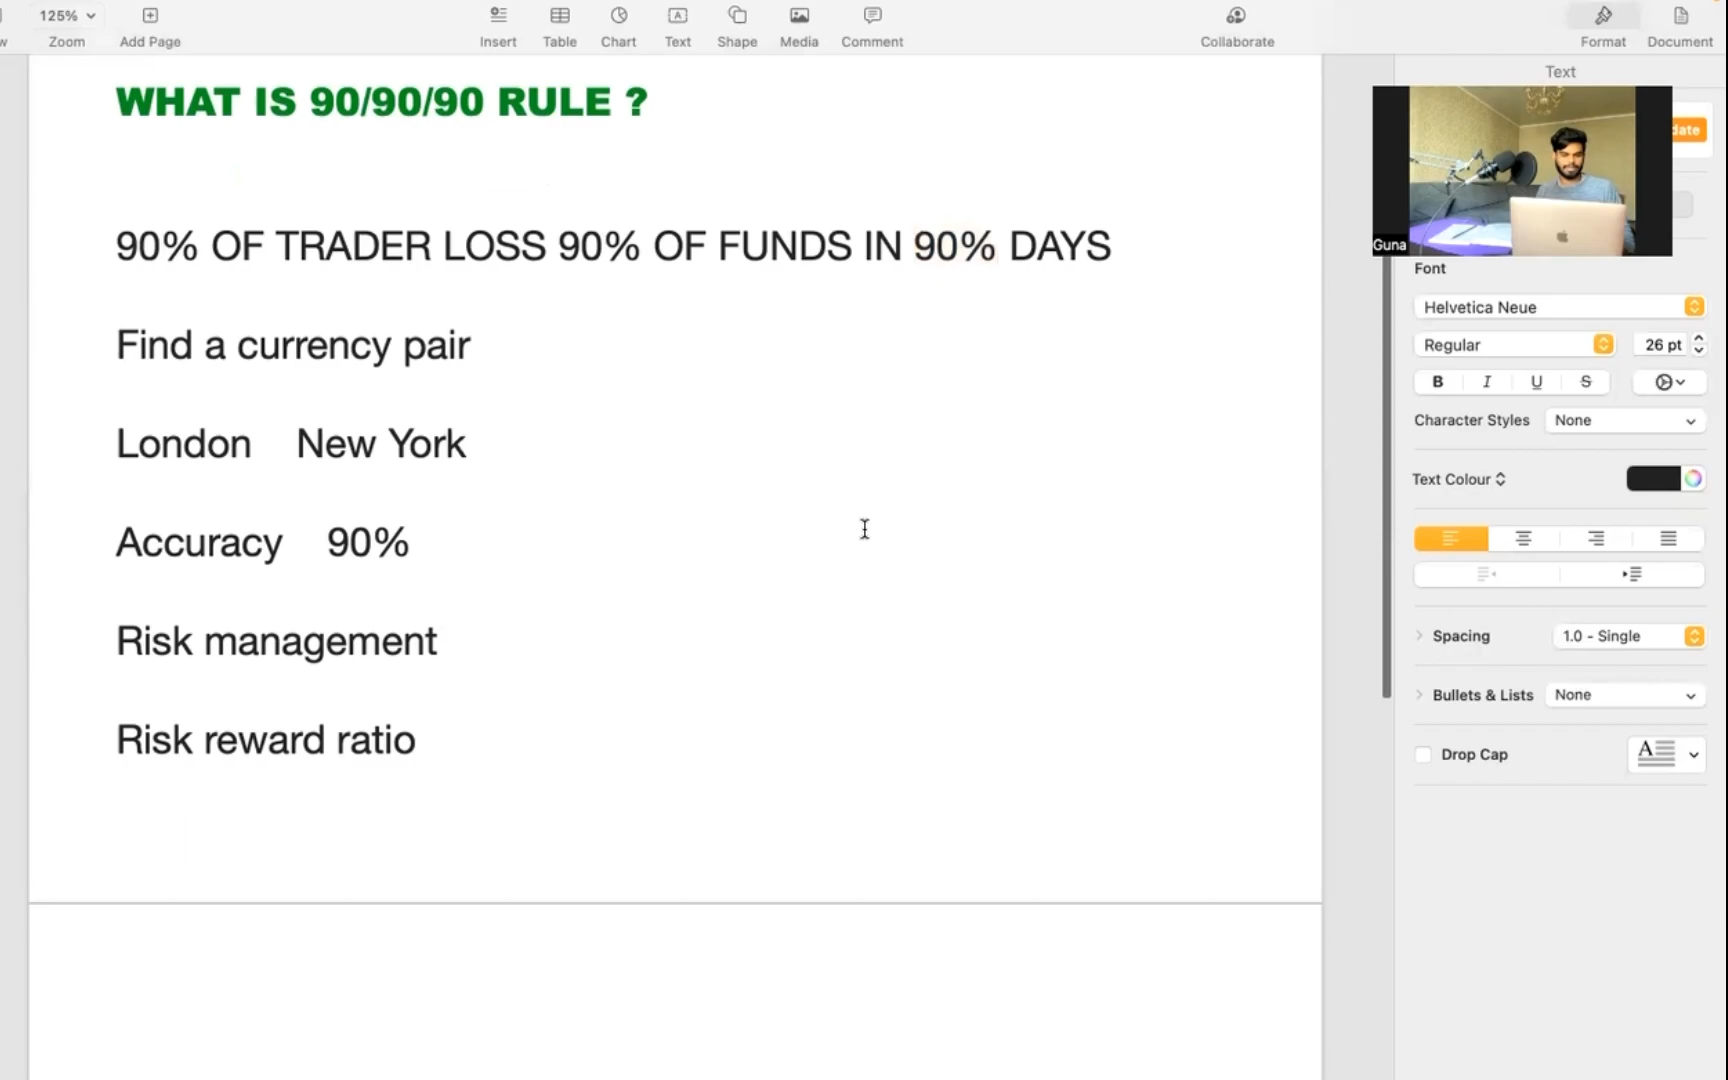 125%
w Zoom Add Page Insert Table Chart Text Shape Media Comment Collaborate Format Document
Text
WHAT IS 90/90/90 RULE ?
date
Guna
90% OF TRADER LOSS 90% OF FUNDS IN 90% DAYS
Find a currency pair
London New York
Accuracy 90%
Risk management
Risk reward ratio
Font
Helvetica Neue
Regular 26 pt
B I U S
Character Styles None
Text Colour
Spacing 1.0 - Single
Bullets & Lists None
Drop Cap A